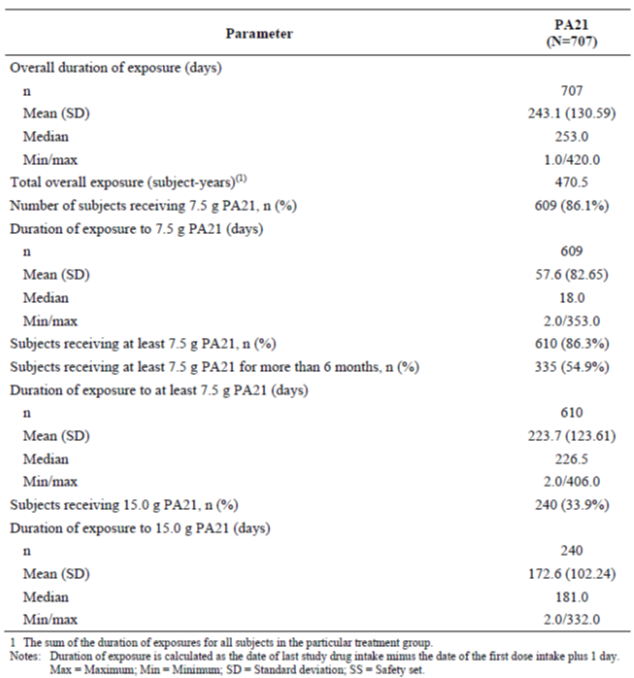 Parameter PA21 (N=707)
Overall duration of exposure (days)
n 707
Mean (SD) 243.1 (130.59)
Median 253.0
Min/max 1.0/420.0
Total overall exposure (subject-years)(1) 470.5
Number of subjects receiving 7.5 g PA21, n (%) 609 (86.1%)
Duration of exposure to 7.5 g PA21 (days)
n 609
Mean (SD) 57.6 (82.65)
Median 18.0
Min/max 2.0/353.0
Subjects receiving at least 7.5 g PA21, n (%) 610 (86.3%)
Subjects receiving at least 7.5 g PA21 for more than 6 months, n (%) 335 (54.9%)
Duration of exposure to at least 7.5 g PA21 (days)
n 610
Mean (SD) 223.7 (123.61)
Median 226.5
Min/max 2.0/406.0
Subjects receiving 15.0 g PA21, n (%) 240 (33.9%)
Duration of exposure to 15.0 g PA21 (days)
n 240
Mean (SD) 172.6 (102.24)
Median 181.0
Min/max 2.0/332.0
1 The sum of the duration of exposures for all subjects in the particular treatment group.
Notes: Duration of exposure is calculated as the date of last study drug intake minus the date of the first dose intake plus 1 day.
Max = Maximum; Min = Minimum; SD = Standard deviation; SS = Safety set.